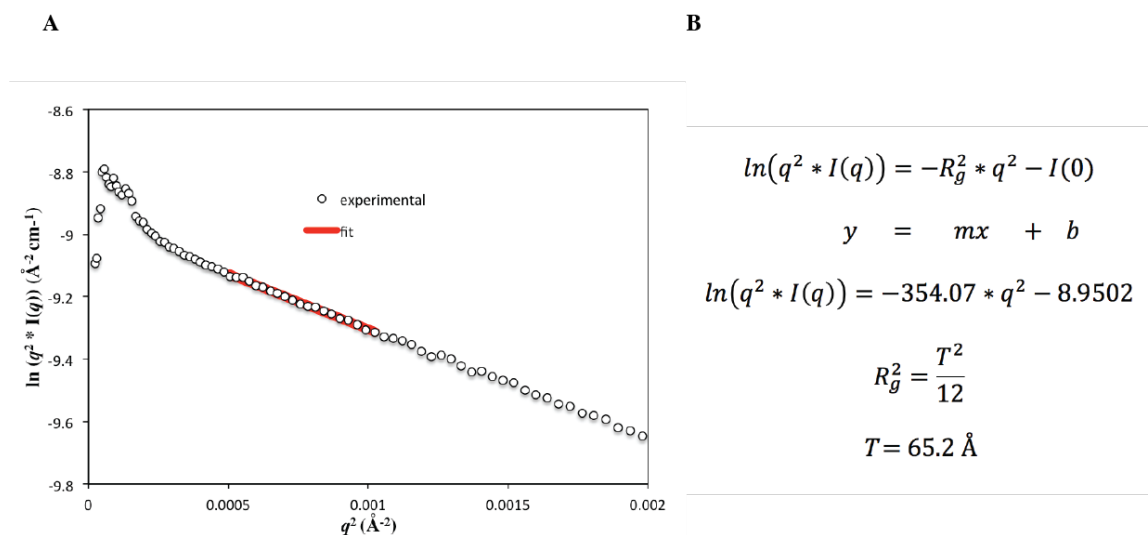 A
B
-8.6
-8.8
-9
-9.2
-9.4
-9.6
-9.8
ln (q² * I(q)) (Å⁻² cm⁻¹)
experimental
fit
0
0.0005
0.001
0.0015
0.002
q² (Å⁻²)
ln(q² * I(q)) = −R_g² * q² − I(0)
y = mx + b
ln(q² * I(q)) = −354.07 * q² − 8.9502
R_g² = T²/12
T = 65.2 Å